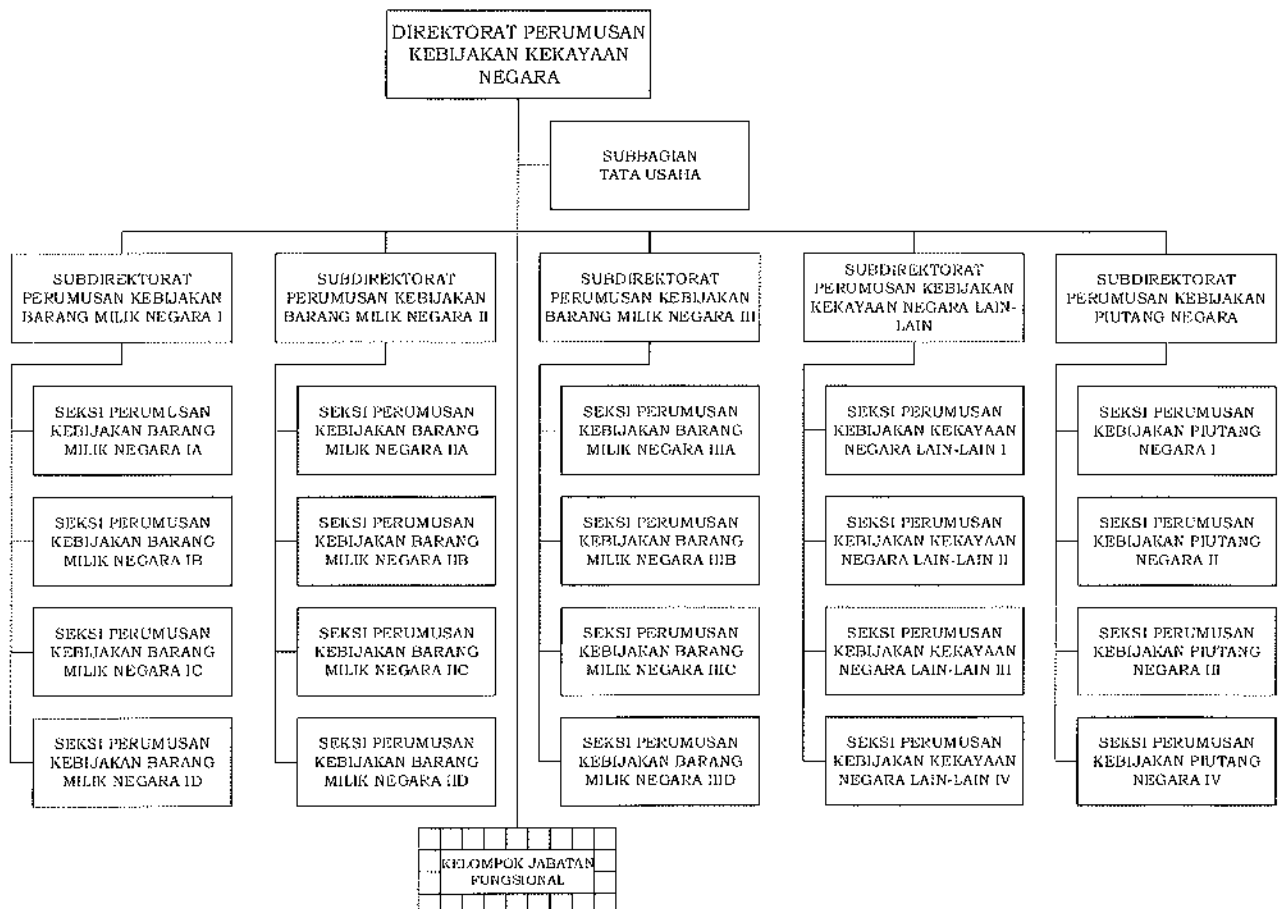 DIREKTORAT PERUMUSAN
KEBIJAKAN KEKAYAAN
NEGARA
SUBBAGIAN
TATA USAHA
SUBDIREKTORAT
PERUMUSAN KEBIJAKAN
BARANG MILIK NEGARA I
SUBDIREKTORAT
PERUMUSAN KEBIJAKAN
BARANG MILIK NEGARA II
SUBDIREKTORAT
PERUMUSAN KEBIJAKAN
BARANG MILIK NEGARA III
SUBDIREKTORAT
PERUMUSAN KEBIJAKAN
KEKAYAAN NEGARA LAIN-
LAIN
SUBDIREKTORAT
PERUMUSAN KEBIJAKAN
PIUTANG NEGARA
SEKSI PERUMUSAN
KEBIJAKAN BARANG
MILIK NEGARA IA
SEKSI PERUMUSAN
KEBIJAKAN BARANG
MILIK NEGARA IIA
SEKSI PERUMUSAN
KEBIJAKAN BARANG
MILIK NEGARA IIIA
SEKSI PERUMUSAN
KEBIJAKAN KEKAYAAN
NEGARA LAIN-LAIN I
SEKSI PERUMUSAN
KEBIJAKAN PIUTANG
NEGARA I
SEKSI PERUMUSAN
KEBIJAKAN BARANG
MILIK NEGARA IB
SEKSI PERUMUSAN
KEBIJAKAN BARANG
MILIK NEGARA IIB
SEKSI PERUMUSAN
KEBIJAKAN BARANG
MILIK NEGARA IIIB
SEKSI PERUMUSAN
KEBIJAKAN KEKAYAAN
NEGARA LAIN-LAIN II
SEKSI PERUMUSAN
KEBIJAKAN PIUTANG
NEGARA II
SEKSI PERUMUSAN
KEBIJAKAN BARANG
MILIK NEGARA IC
SEKSI PERUMUSAN
KEBIJAKAN BARANG
MILIK NEGARA IIC
SEKSI PERUMUSAN
KEBIJAKAN BARANG
MILIK NEGARA IIIC
SEKSI PERUMUSAN
KEBIJAKAN KEKAYAAN
NEGARA LAIN-LAIN III
SEKSI PERUMUSAN
KEBIJAKAN PIUTANG
NEGARA III
SEKSI PERUMUSAN
KEBIJAKAN BARANG
MILIK NEGARA ID
SEKSI PERUMUSAN
KEBIJAKAN BARANG
MILIK NEGARA IID
SEKSI PERUMUSAN
KEBIJAKAN BARANG
MILIK NEGARA IIID
SEKSI PERUMUSAN
KEBIJAKAN KEKAYAAN
NEGARA LAIN-LAIN IV
SEKSI PERUMUSAN
KEBIJAKAN PIUTANG
NEGARA IV
KELOMPOK JABATAN
FUNGSIONAL